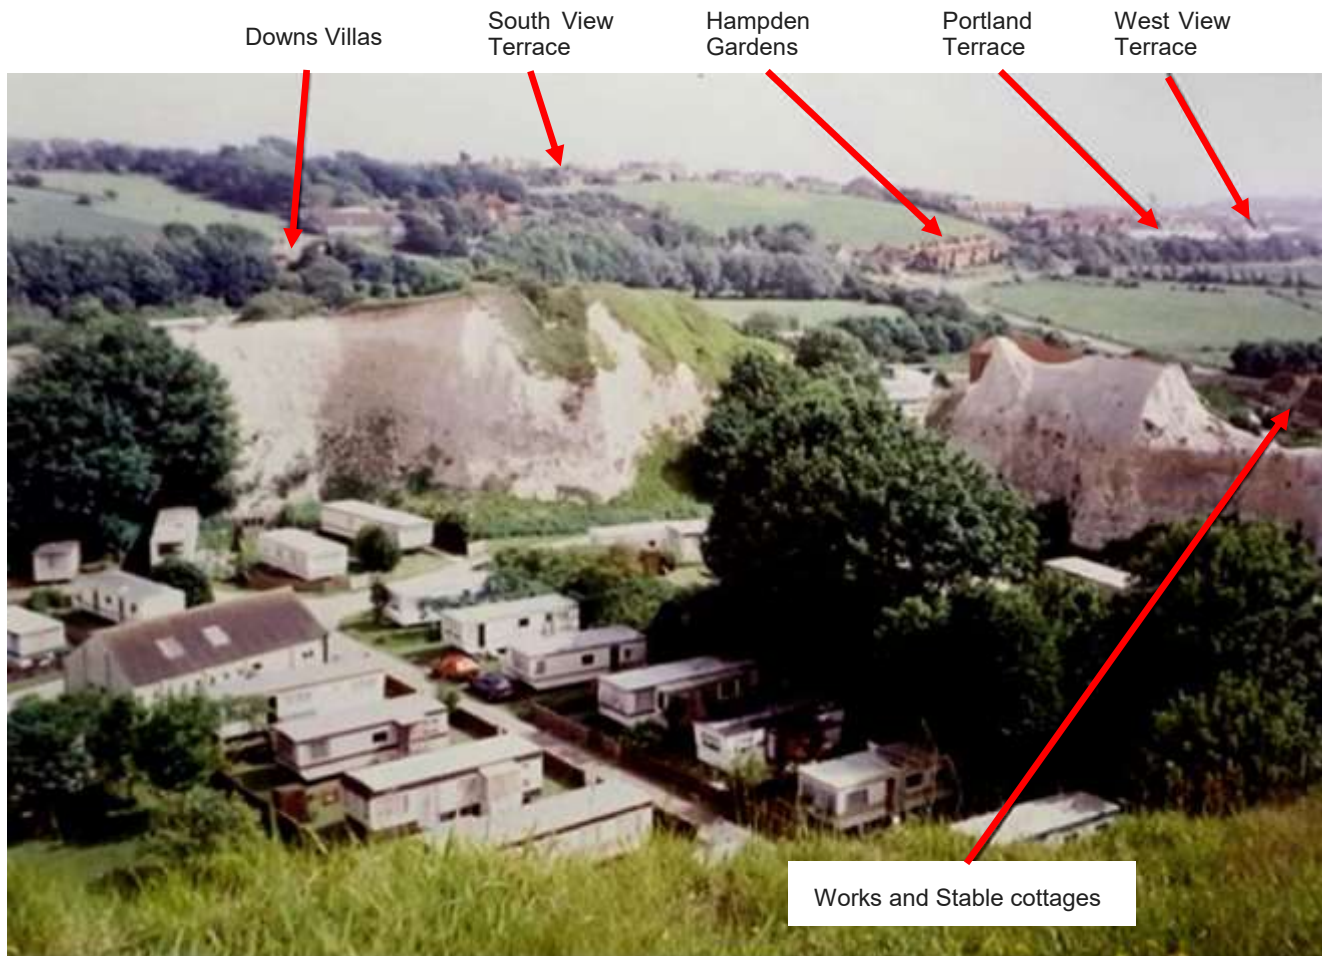 Downs Villas
South View
Terrace
Hampden
Gardens
Portland
Terrace
West View
Terrace
Works and Stable cottages